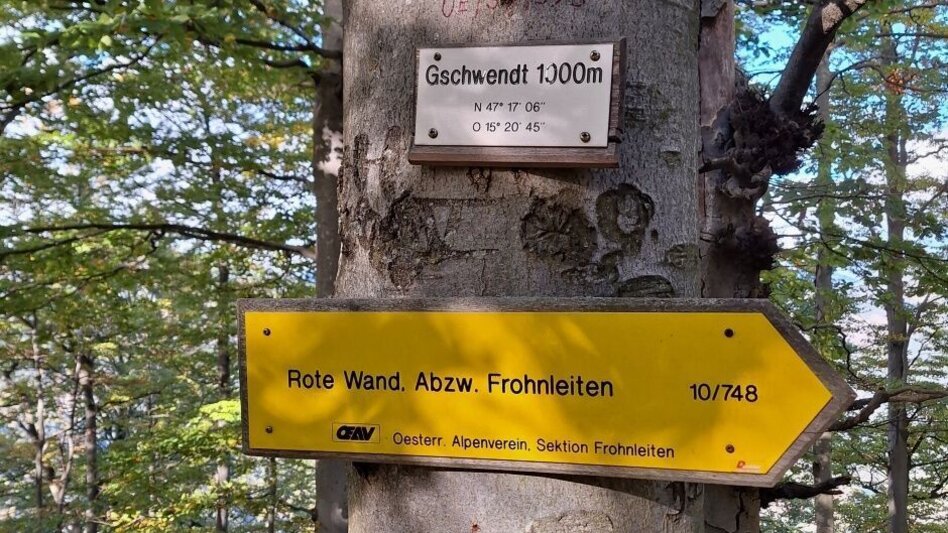 Gschwendt 1000m
N 47° 17' 06"
O 15° 20' 45"
Rote Wand, Abzw. Frohnleiten 10/748
OEAV Oesterr. Alpenverein, Sektion Frohnleiten